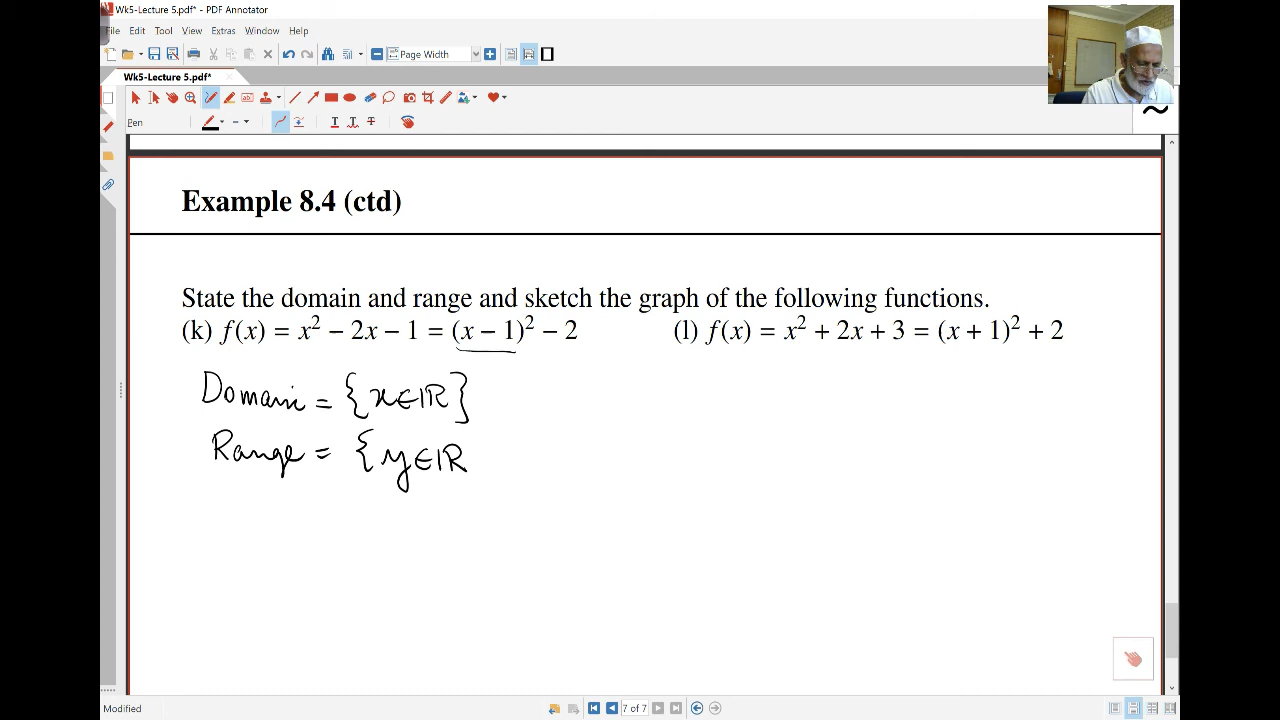 Wk5-Lecture 5.pdf* - PDF Annotator
File Edit Tool View Extras Window Help
Page Width
Wk5-Lecture 5.pdf*
Pen
Example 8.4 (ctd)
State the domain and range and sketch the graph of the following functions.
(k) f(x) = x² − 2x − 1 = (x − 1)² − 2
(l) f(x) = x² + 2x + 3 = (x + 1)² + 2
Domain = {x∈ℝ}
Range = {y∈ℝ
Modified
7 of 7